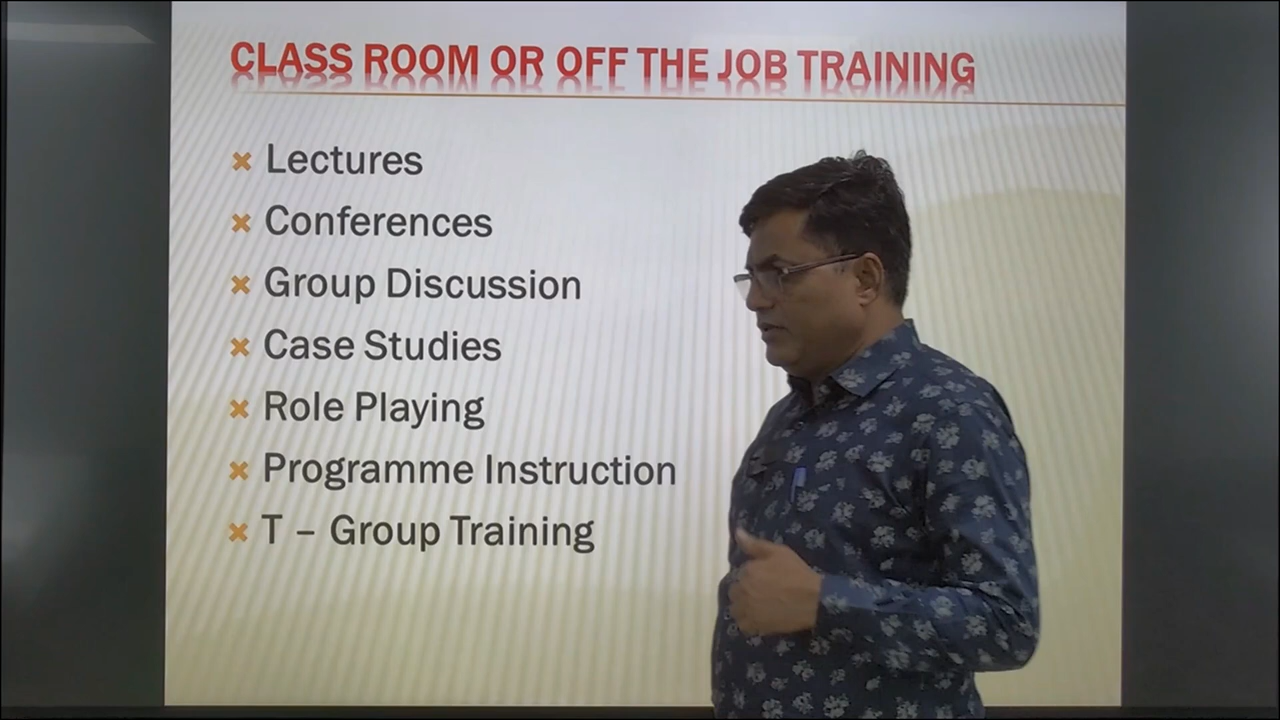 CLASS ROOM OR OFF THE JOB TRAINING
Lectures
Conferences
Group Discussion
Case Studies
Role Playing
Programme Instruction
T – Group Training